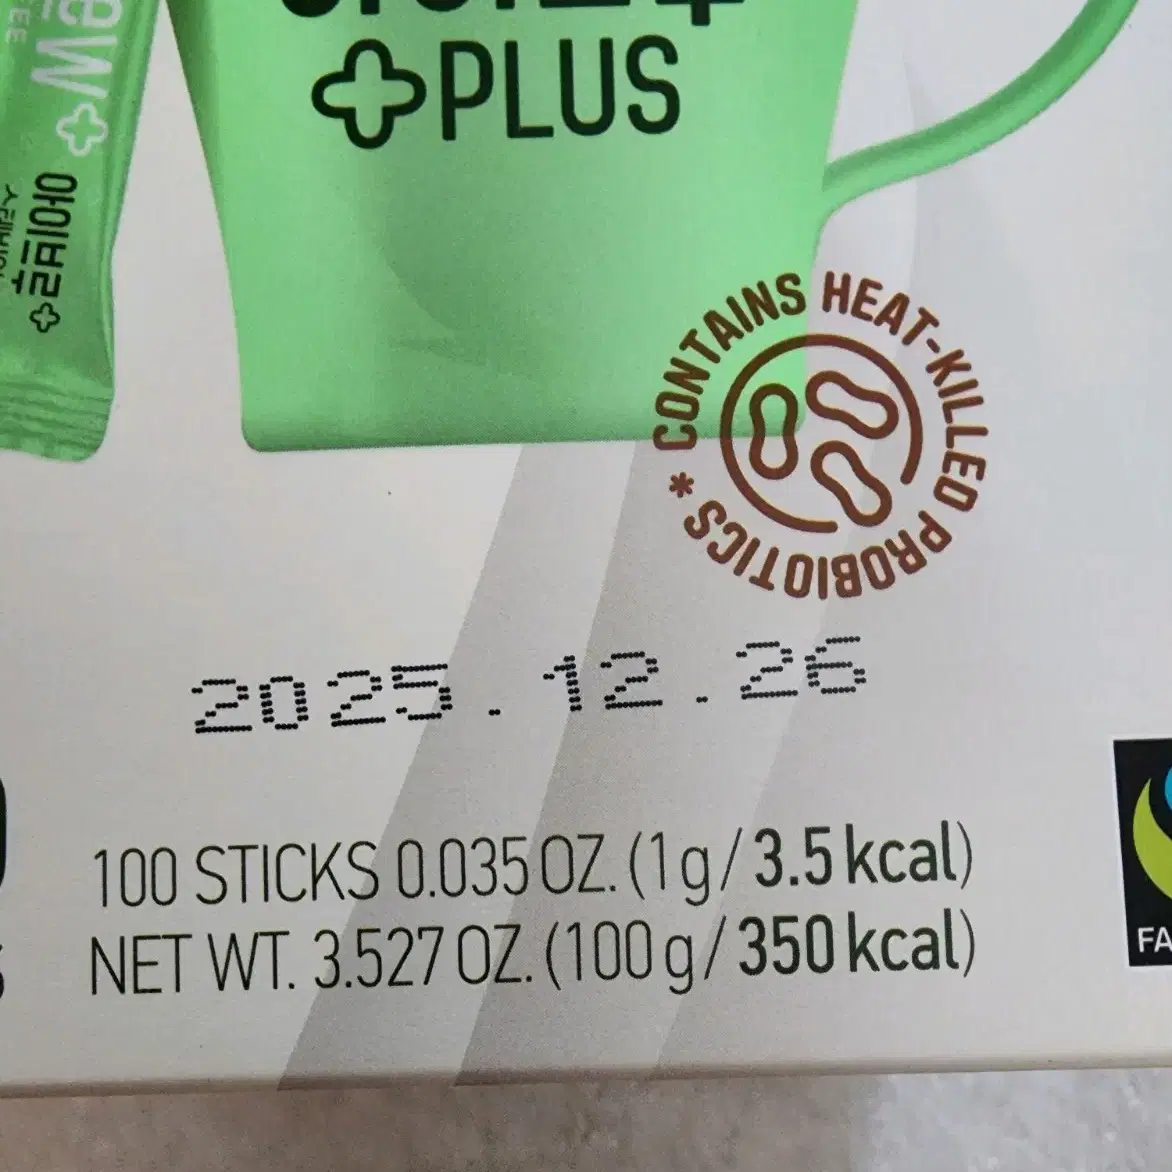 +PLUS
CONTAINS HEAT-KILLED PROBIOTICS *
2025.12.26
100 STICKS 0.035 OZ. (1g/3.5 kcal)
NET WT. 3.527 OZ. (100g/350 kcal)
FA